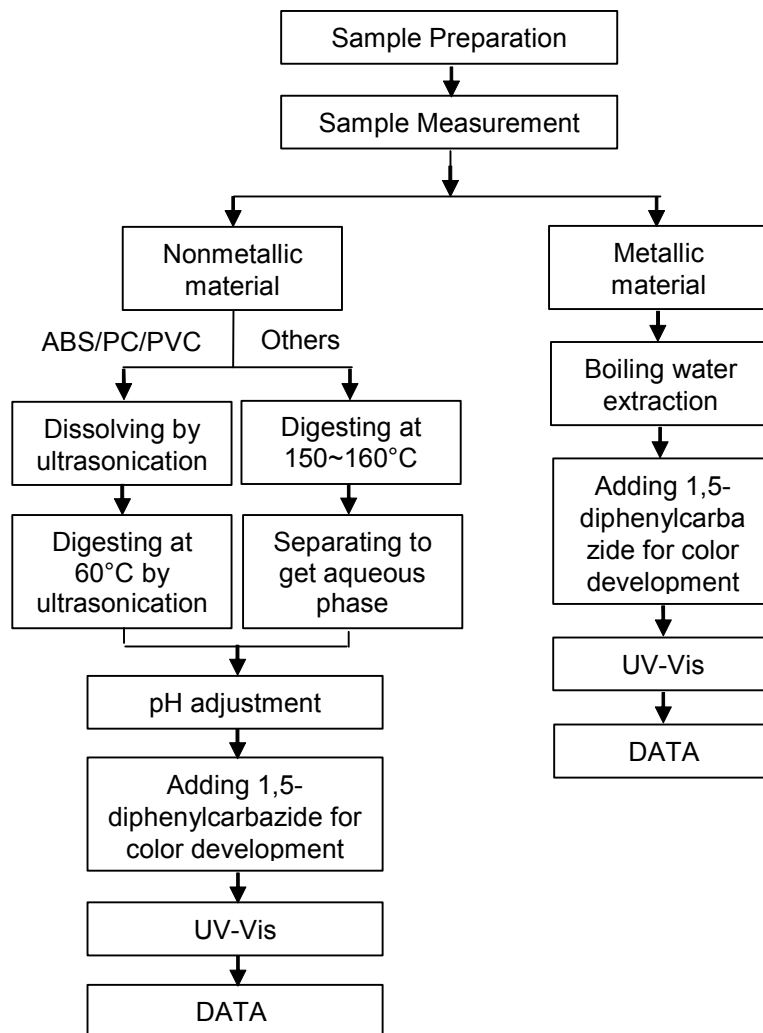 Sample Preparation
Sample Measurement
Nonmetallic
material
Metallic
material
ABS/PC/PVC
Others
Dissolving by
ultrasonication
Digesting at
150~160°C
Boiling water
extraction
Digesting at
60°C by
ultrasonication
Separating to
get aqueous
phase
Adding 1,5-
diphenylcarba
zide for color
development
pH adjustment
UV-Vis
DATA
Adding 1,5-
diphenylcarbazide for
color development
UV-Vis
DATA